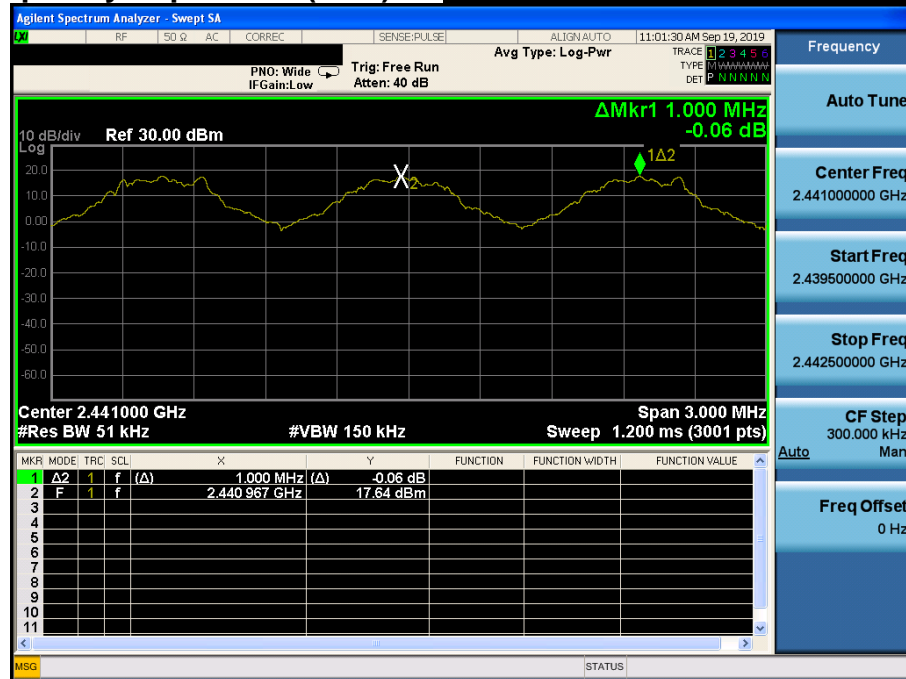 Agilent Spectrum Analyzer - Swept SA
LXI RF 50 Ω AC CORREC SENSE:PULSE ALIGN AUTO 11:01:30 AM Sep 19, 2019
Avg Type: Log-Pwr
TRACE 1 2 3 4 5 6
TYPE M
DET P N N N N N
PNO: Wide
IFGain:Low
Trig: Free Run
Atten: 40 dB
ΔMkr1 1.000 MHz
-0.06 dB
10 dB/div Ref 30.00 dBm
Log
20.0
10.0
0.00
-10.0
-20.0
-30.0
-40.0
-50.0
-60.0
1Δ2
X2
Center 2.441000 GHz Span 3.000 MHz
#Res BW 51 kHz #VBW 150 kHz Sweep 1.200 ms (3001 pts)
MKR MODE TRC SCL X Y FUNCTION FUNCTION WIDTH FUNCTION VALUE
1 Δ2 1 f (Δ) 1.000 MHz (Δ) -0.06 dB
2 F 1 f 2.440 967 GHz 17.64 dBm
3
4
5
6
7
8
9
10
11
MSG STATUS
Frequency
Auto Tune
Center Freq
2.441000000 GHz
Start Freq
2.439500000 GHz
Stop Freq
2.442500000 GHz
CF Step
300.000 kHz
Auto Man
Freq Offset
0 Hz